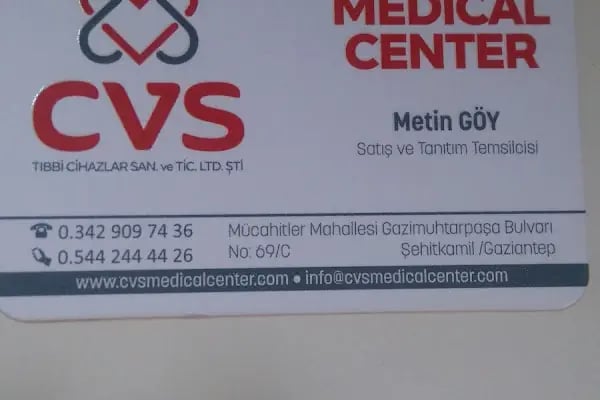 MEDICAL
CENTER
CVS
TIBBİ CİHAZLAR SAN. ve TİC. LTD. ŞTİ
Metin GÖY
Satış ve Tanıtım Temsilcisi
0.342 909 74 36
0.544 244 44 26
Mücahitler Mahallesi Gazimuhtarpaşa Bulvarı
No: 69/C Şehitkamil /Gaziantep
www.cvsmedicalcenter.com • info@cvsmedicalcenter.com